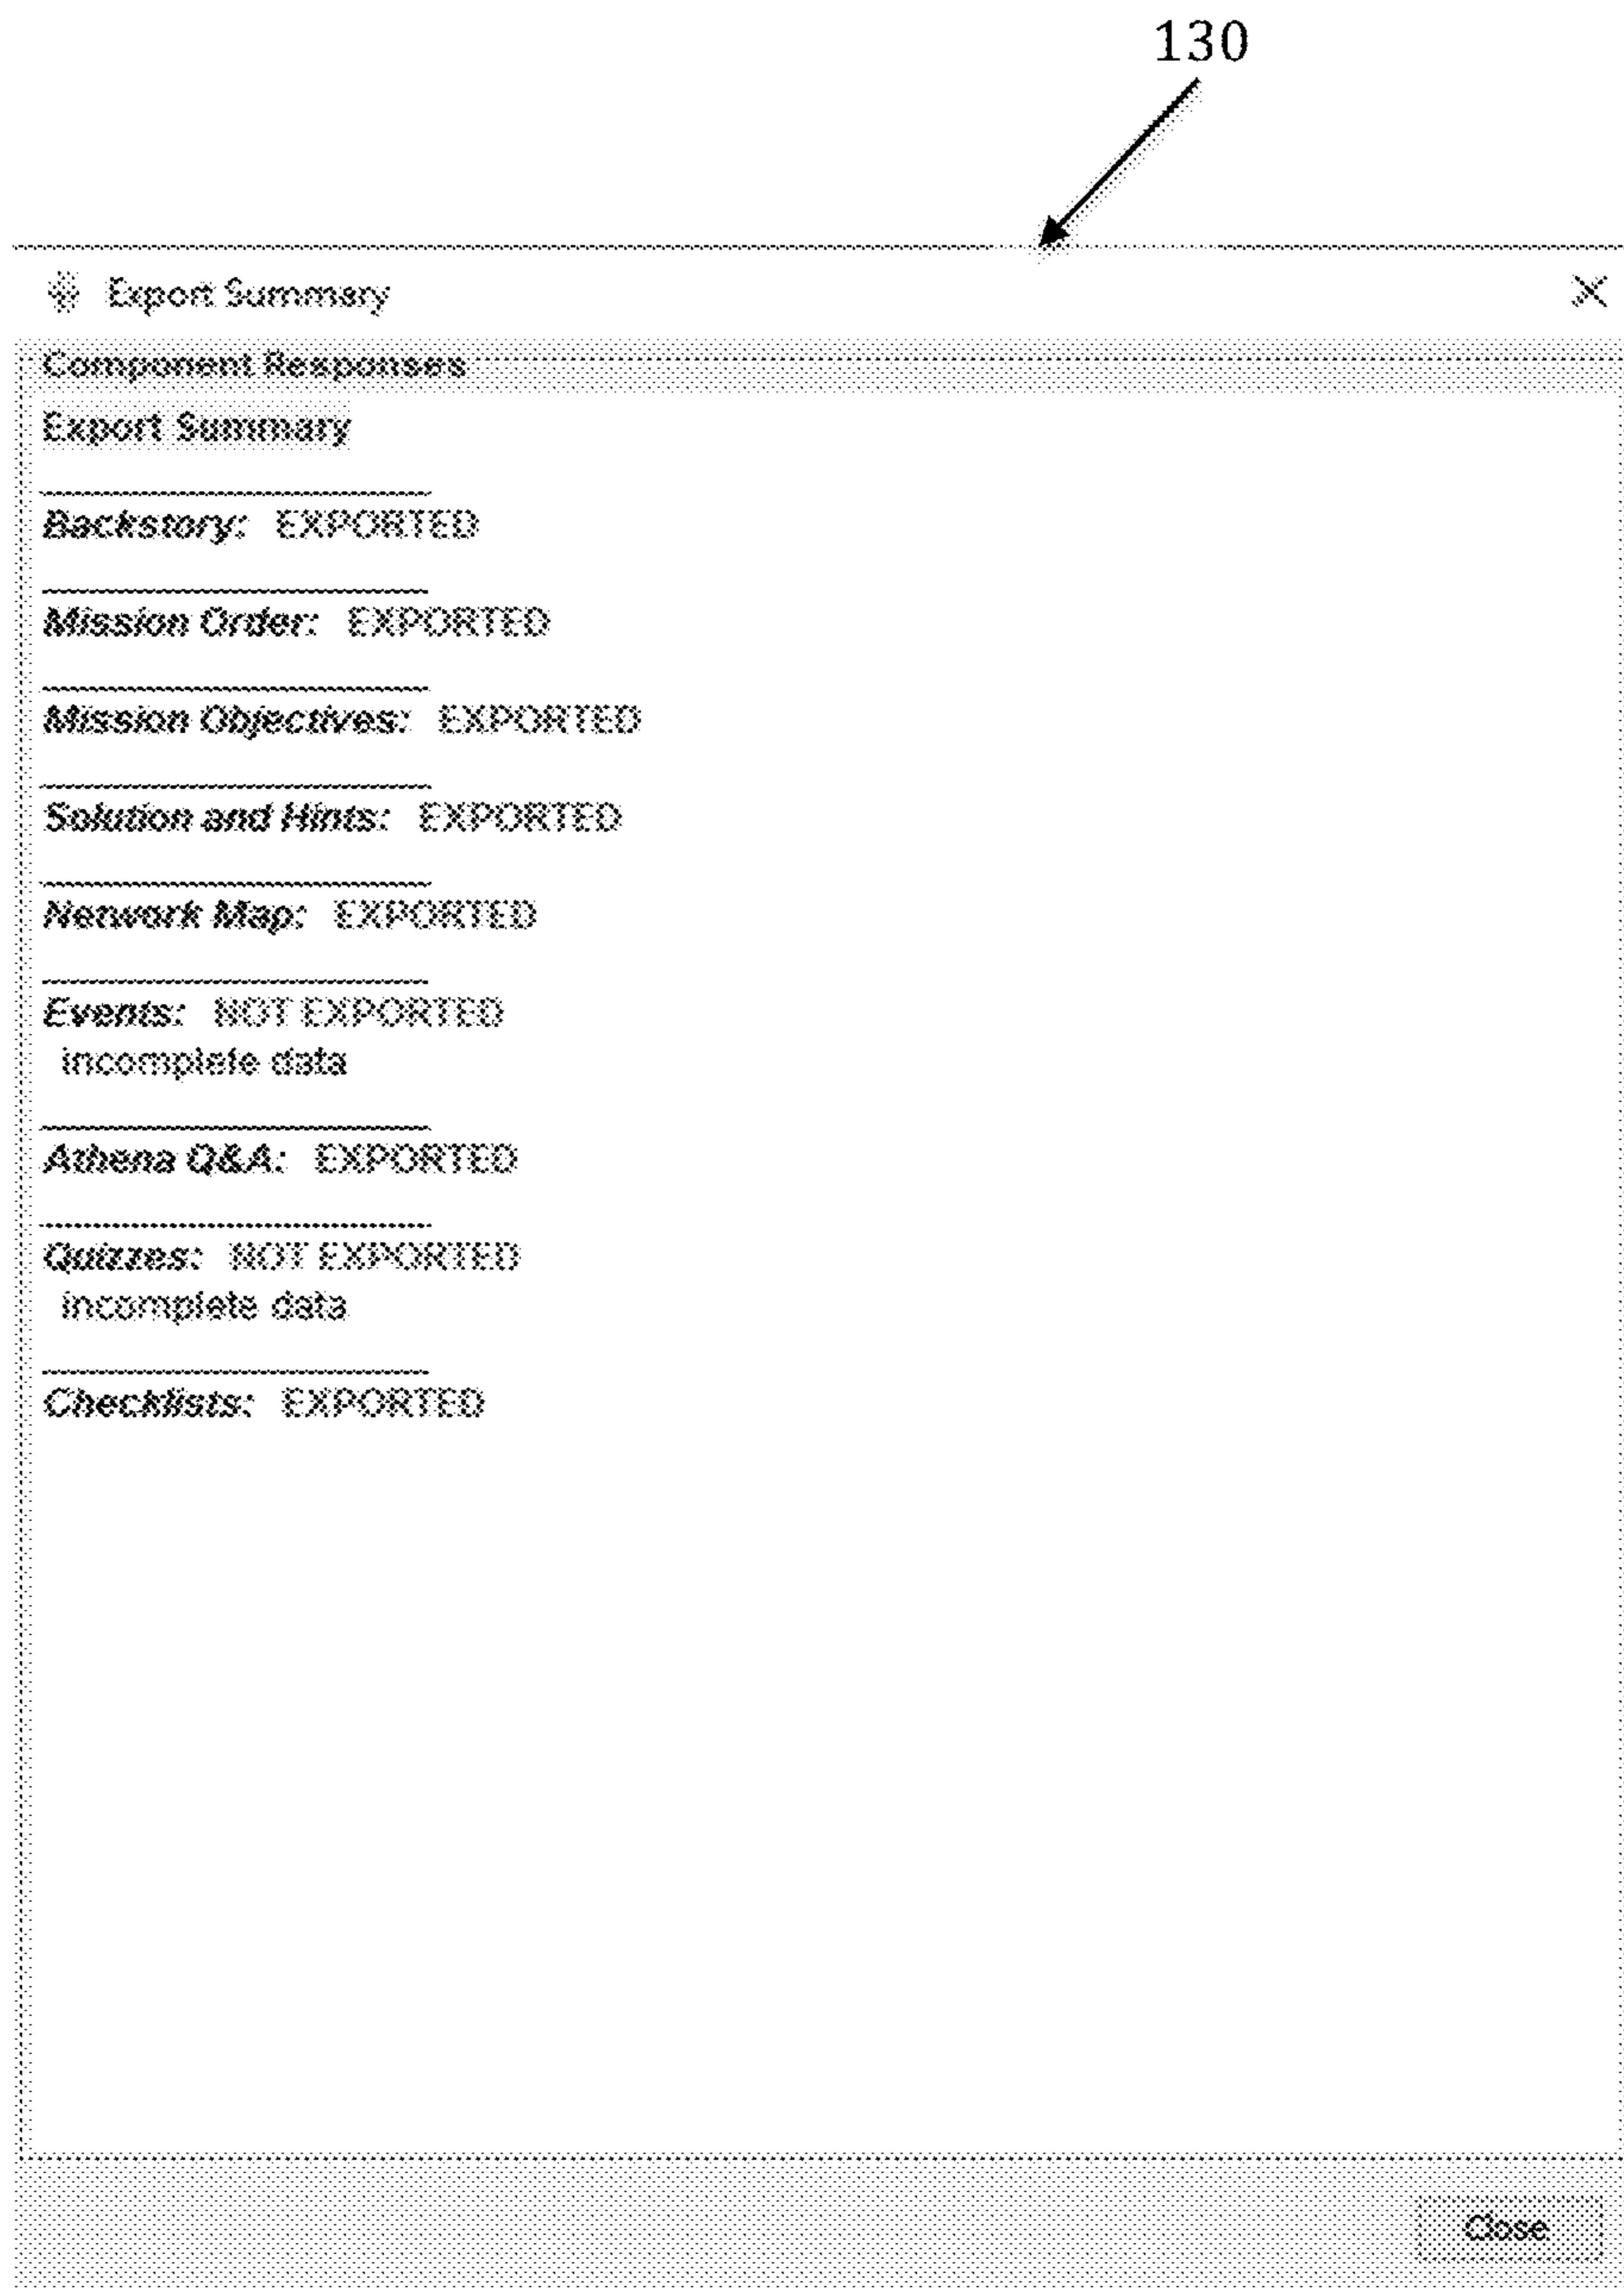 130
Export Summary
Component Responses
Export Summary
Backstory: EXPORTED
Mission Order: EXPORTED
Mission Objectives: EXPORTED
Solution and Hints: EXPORTED
Network Map: EXPORTED
Events: NOT EXPORTED
incomplete data
Athena Q&A: EXPORTED
Quizzes: NOT EXPORTED
incomplete data
Checklists: EXPORTED
Close